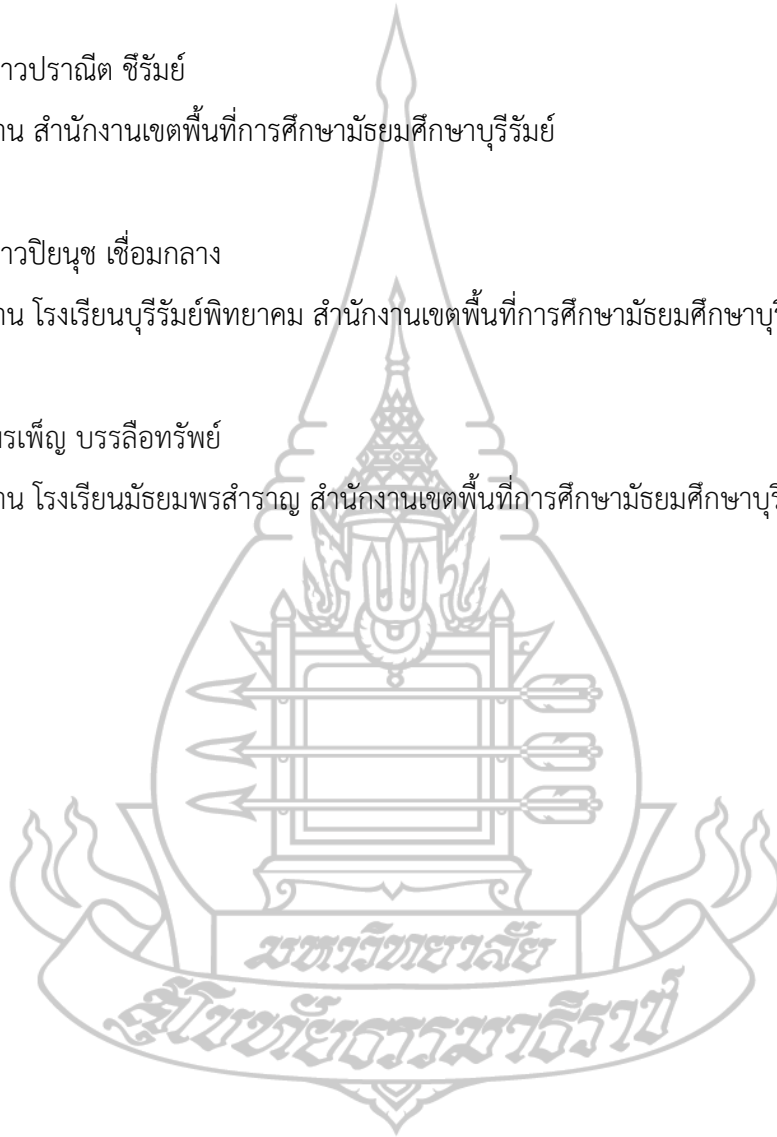 าวปราณีต ชีรัมย์
าน สำนักงานเขตพื้นที่การศึกษามัธยมศึกษาบุรีรัมย์
าวปิยนุช เชื่อมกลาง
าน โรงเรียนบุรีรัมย์พิทยาคม สำนักงานเขตพื้นที่การศึกษามัธยมศึกษาบุรี
รเพ็ญ บรรลือทรัพย์
าน โรงเรียนมัธยมพรสำราญ สำนักงานเขตพื้นที่การศึกษามัธยมศึกษาบุรี
มหาวิทยาลัย
สุโขทัยธรรมาธิราช